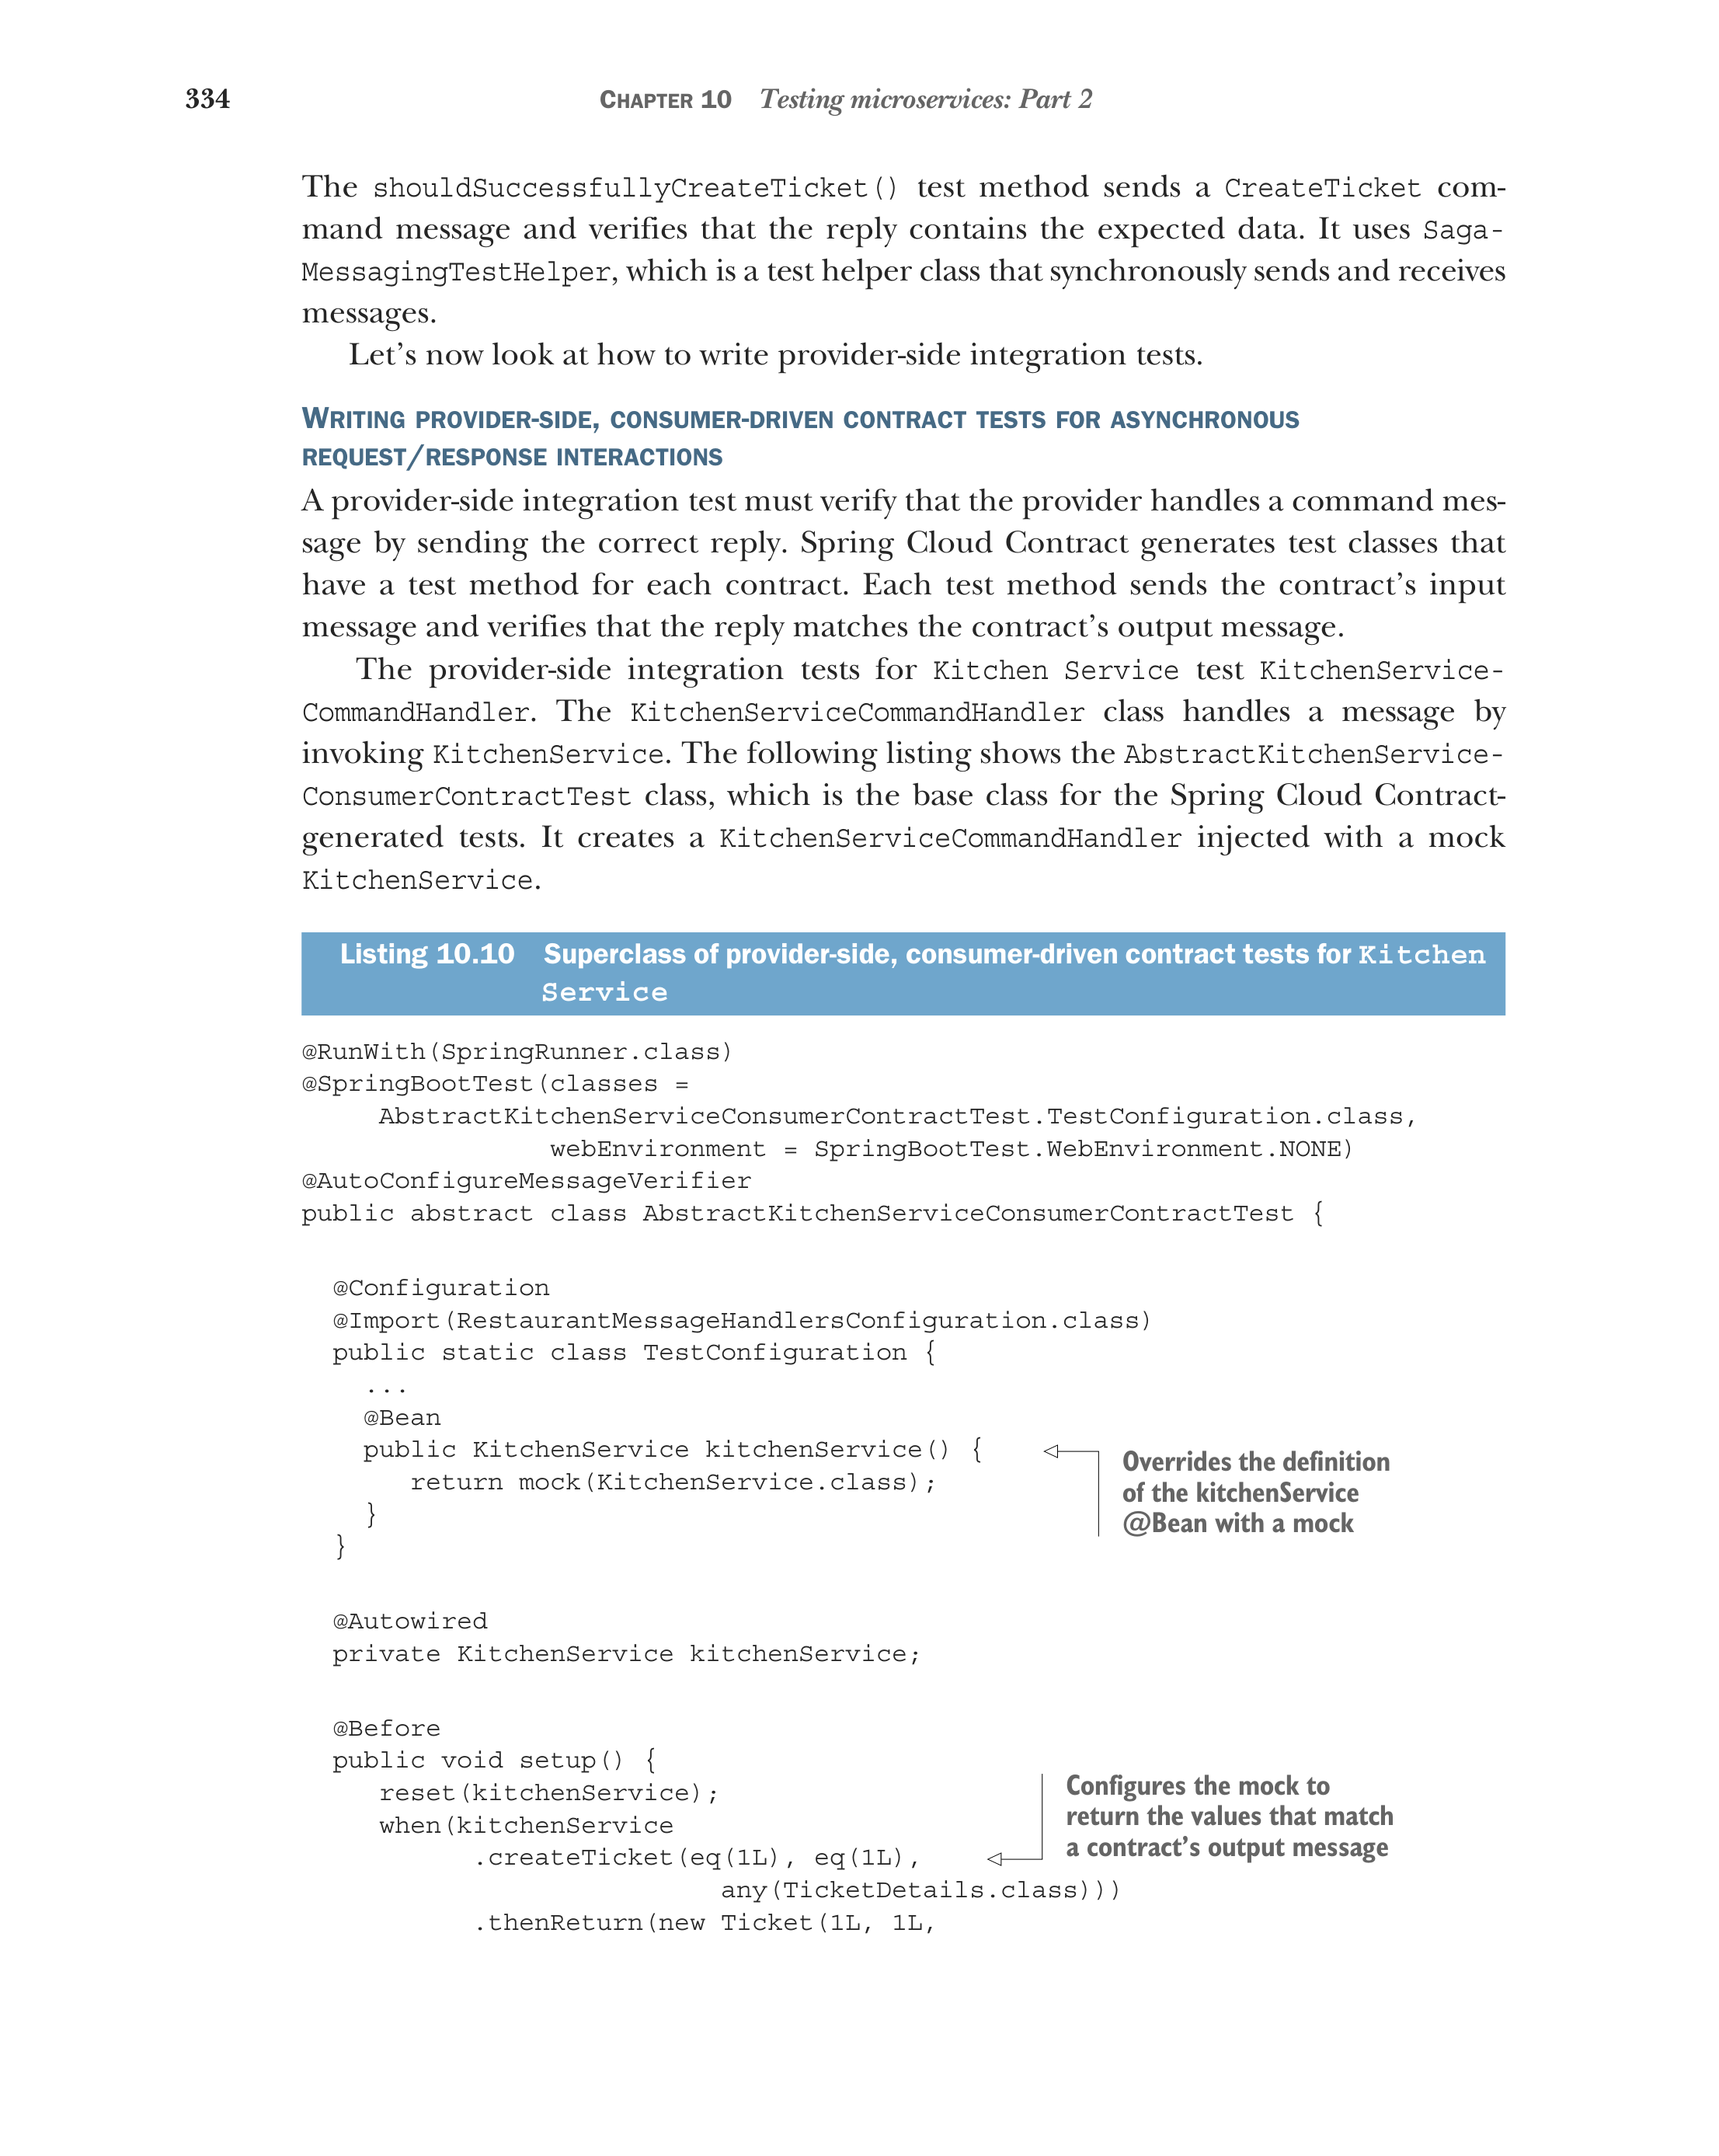 334
CHAPTER 10 Testing microservices: Part 2
The shouldSuccessfullyCreateTicket() test method sends a CreateTicket com-
mand message and verifies that the reply contains the expected data. It uses Saga-
MessagingTestHelper, which is a test helper class that synchronously sends and receives
messages.
Let’s now look at how to write provider-side integration tests.
WRITING PROVIDER-SIDE, CONSUMER-DRIVEN CONTRACT TESTS FOR ASYNCHRONOUS
REQUEST/RESPONSE INTERACTIONS
A provider-side integration test must verify that the provider handles a command mes-
sage by sending the correct reply. Spring Cloud Contract generates test classes that
have a test method for each contract. Each test method sends the contract’s input
message and verifies that the reply matches the contract’s output message.
The provider-side integration tests for Kitchen Service test KitchenService-
CommandHandler. The KitchenServiceCommandHandler class handles a message by
invoking KitchenService. The following listing shows the AbstractKitchenService-
ConsumerContractTest class, which is the base class for the Spring Cloud Contract-
generated tests. It creates a KitchenServiceCommandHandler injected with a mock
KitchenService.
Listing 10.10 Superclass of provider-side, consumer-driven contract tests for Kitchen
Service
@RunWith(SpringRunner.class)
@SpringBootTest(classes =
AbstractKitchenServiceConsumerContractTest.TestConfiguration.class,
webEnvironment = SpringBootTest.WebEnvironment.NONE)
@AutoConfigureMessageVerifier
public abstract class AbstractKitchenServiceConsumerContractTest {
@Configuration
@Import(RestaurantMessageHandlersConfiguration.class)
public static class TestConfiguration {
...
@Bean
public KitchenService kitchenService() {
return mock(KitchenService.class);
}
}
Overrides the definition
of the kitchenService
@Bean with a mock
@Autowired
private KitchenService kitchenService;
@Before
public void setup() {
reset(kitchenService);
when(kitchenService
.createTicket(eq(1L), eq(1L),
any(TicketDetails.class)))
.thenReturn(new Ticket(1L, 1L,
Configures the mock to
return the values that match
a contract’s output message